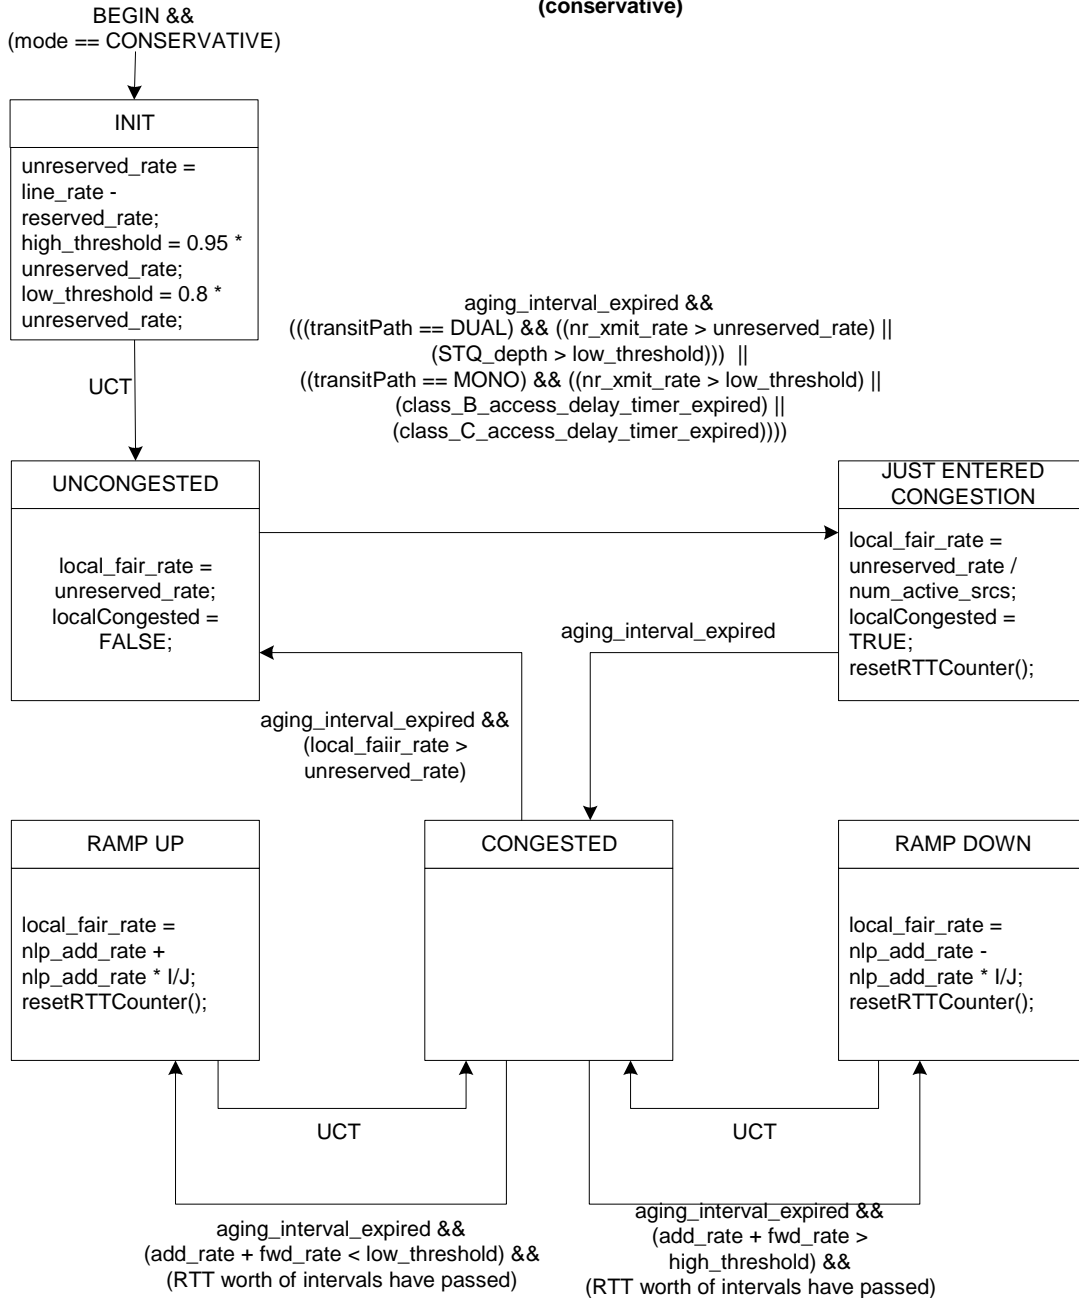 (conservative)
BEGIN &&
(mode == CONSERVATIVE)
INIT
unreserved_rate =
line_rate -
reserved_rate;
high_threshold = 0.95 *
unreserved_rate;
low_threshold = 0.8 *
unreserved_rate;
aging_interval_expired &&
(((transitPath == DUAL) && ((nr_xmit_rate > unreserved_rate) ||
(STQ_depth > low_threshold))) ||
((transitPath == MONO) && ((nr_xmit_rate > low_threshold) ||
(class_B_access_delay_timer_expired) ||
(class_C_access_delay_timer_expired))))
UCT
UNCONGESTED
local_fair_rate =
unreserved_rate;
localCongested =
FALSE;
JUST ENTERED
CONGESTION
local_fair_rate =
unreserved_rate /
num_active_srcs;
localCongested =
TRUE;
resetRTTCounter();
aging_interval_expired
aging_interval_expired &&
(local_faiir_rate >
unreserved_rate)
RAMP UP
local_fair_rate =
nlp_add_rate +
nlp_add_rate * I/J;
resetRTTCounter();
CONGESTED
RAMP DOWN
local_fair_rate =
nlp_add_rate -
nlp_add_rate * I/J;
resetRTTCounter();
UCT
UCT
aging_interval_expired &&
(add_rate + fwd_rate < low_threshold) &&
(RTT worth of intervals have passed)
aging_interval_expired &&
(add_rate + fwd_rate >
high_threshold) &&
(RTT worth of intervals have passed)